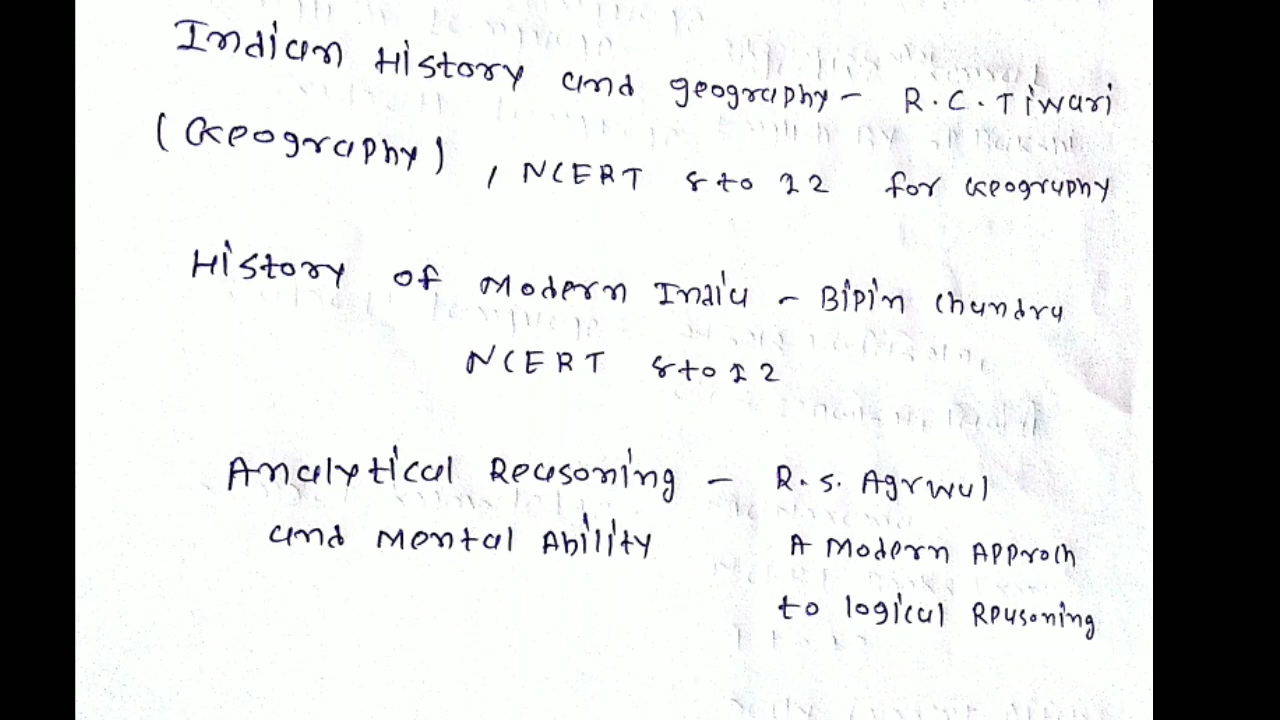 Indian History and geography - R.C. Tiwari
(Geography), NCERT 8 to 12 for Geography
History of Modern India - Bipin Chandra
NCERT 8 to 12
Analytical Reasoning - R.S. Agrwal
and Mental Ability A Modern Approch
to logical Reasoning